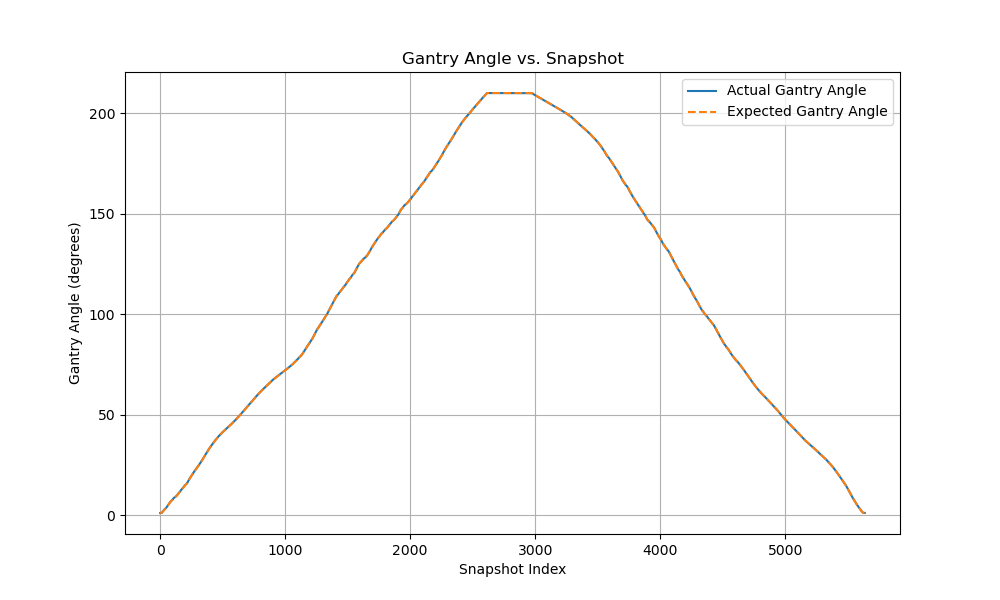 Gantry Angle vs. Snapshot
Actual Gantry Angle
Expected Gantry Angle
Gantry Angle (degrees)
200
150
100
50
0
0 1000 2000 3000 4000 5000
Snapshot Index